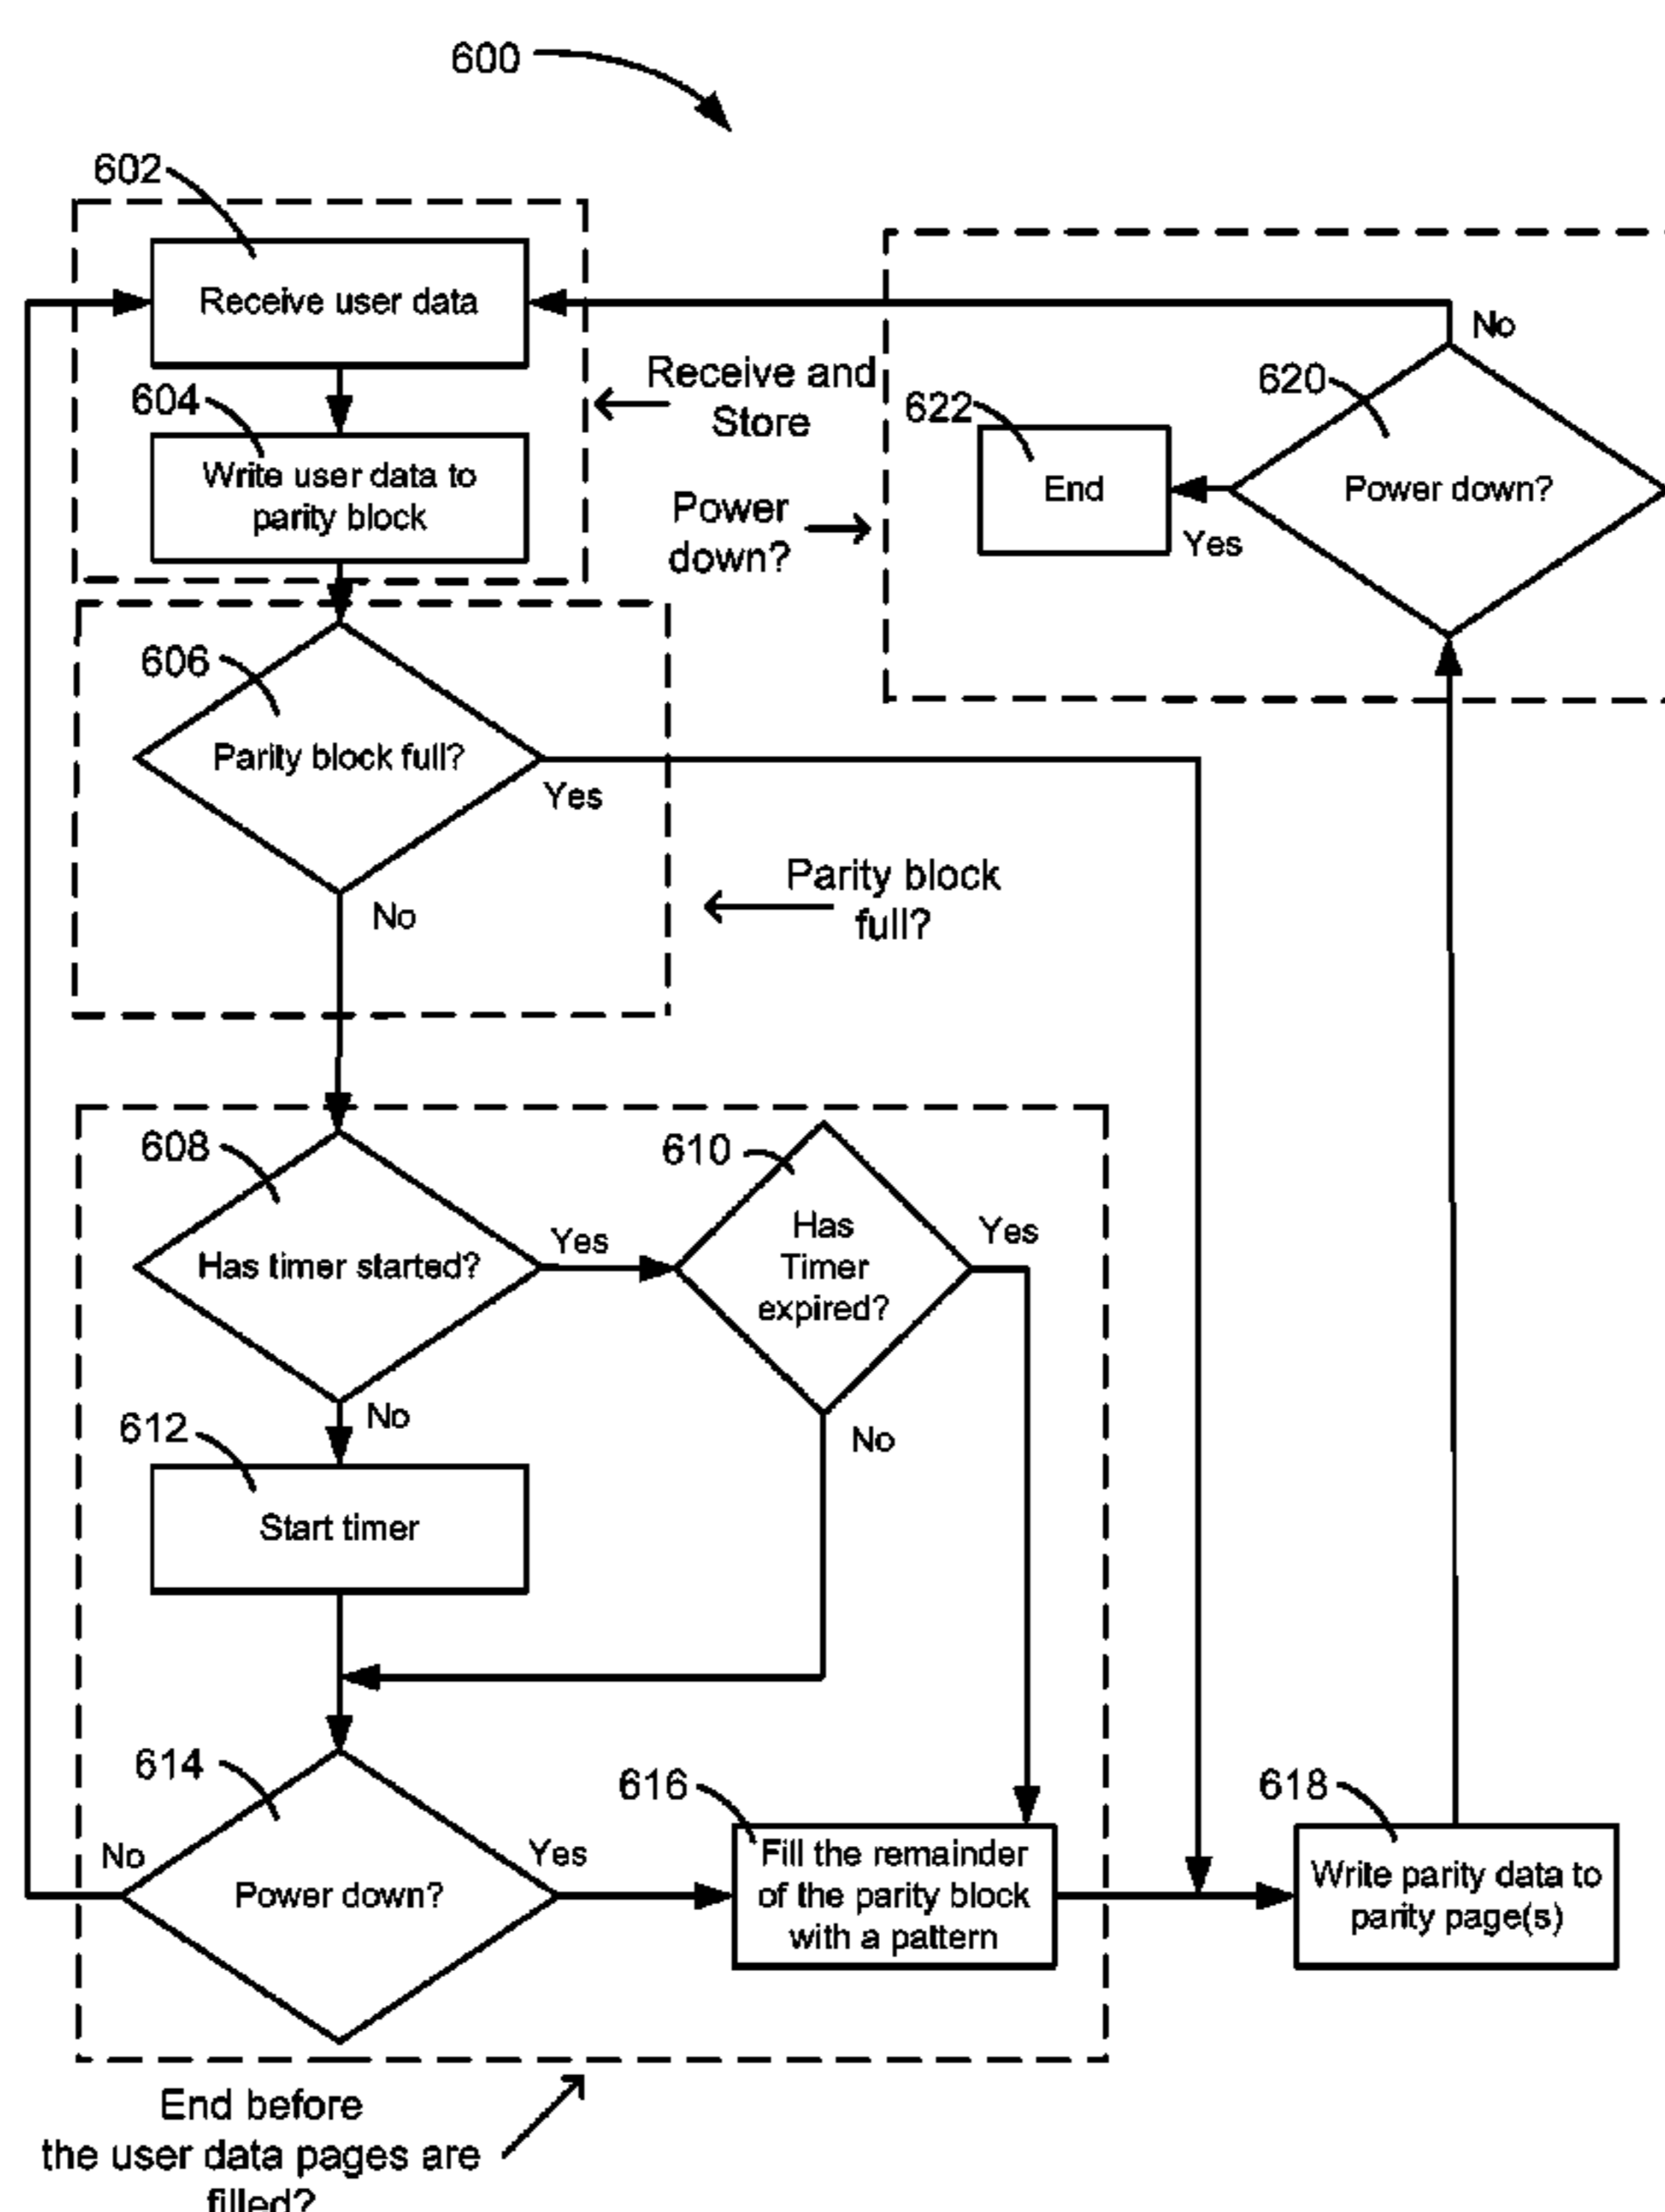 600
602
Receive user data
604
Write user data to
parity block
Receive and
Store
Power
down?
622
End
620
Power down?
No
Yes
606
Parity block full?
Yes
No
Parity block
full?
608
Has timer started?
Yes
No
610
Has
Timer
expired?
Yes
No
612
Start timer
614
Power down?
No
Yes
616
Fill the remainder
of the parity block
with a pattern
618
Write parity data to
parity page(s)
End before
the user data pages are
filled?